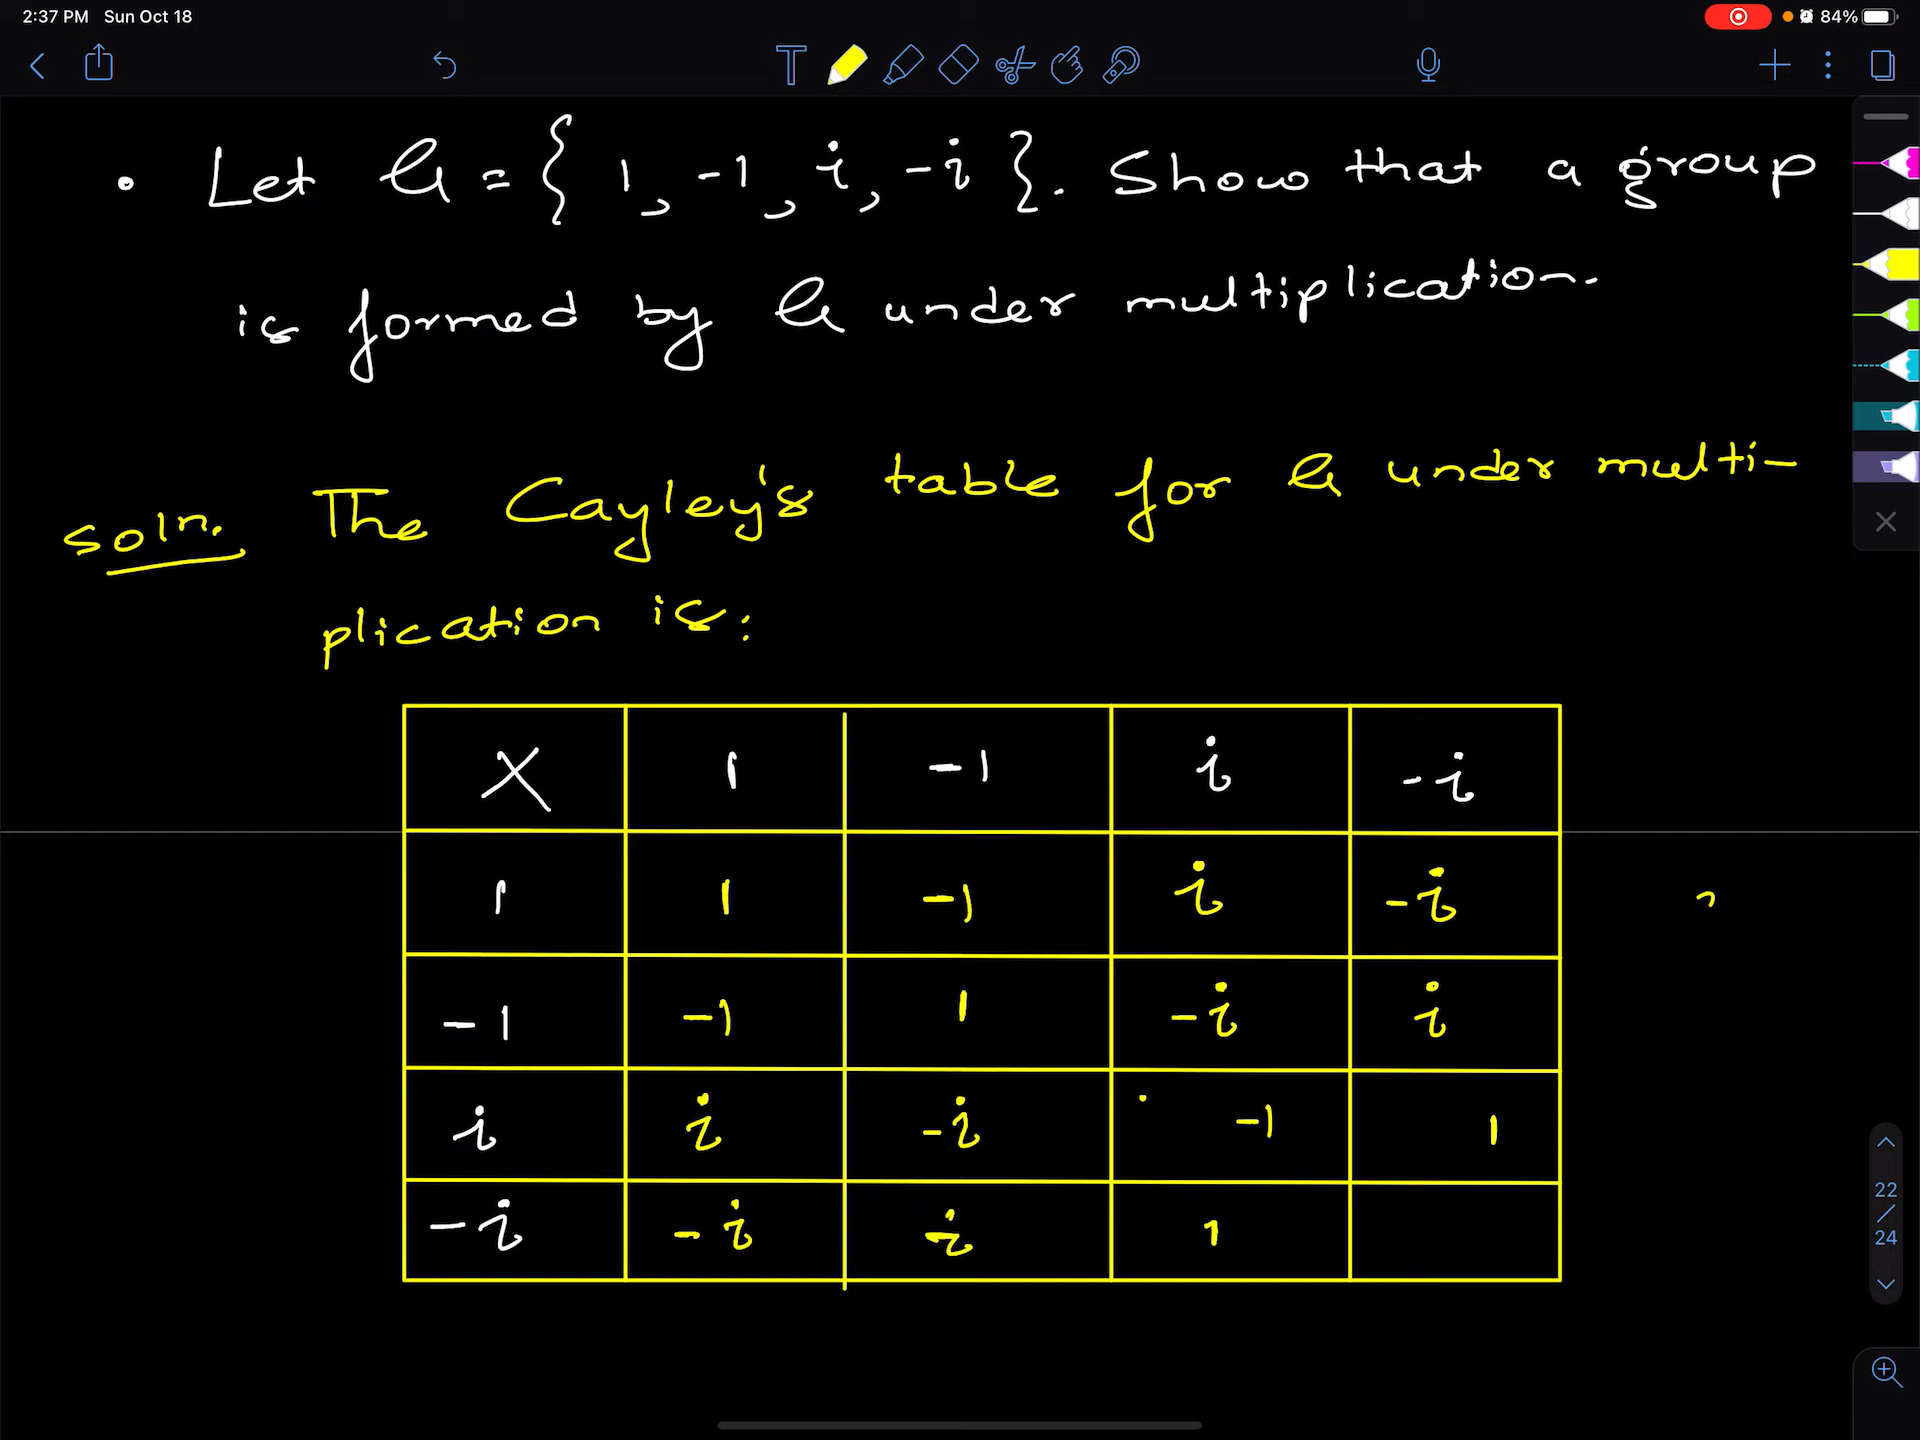 2:37 PM Sun Oct 18
84%
• Let G = { 1, -1, i, -i }. Show that a group
is formed by G under multiplication.
soln. The Cayley's table for G under multi-
plication is:
X 1 -1 i -i
1 1 -1 i -i
-1 -1 1 -i i
i i -i -1 1
-i -i i 1
22
/
24